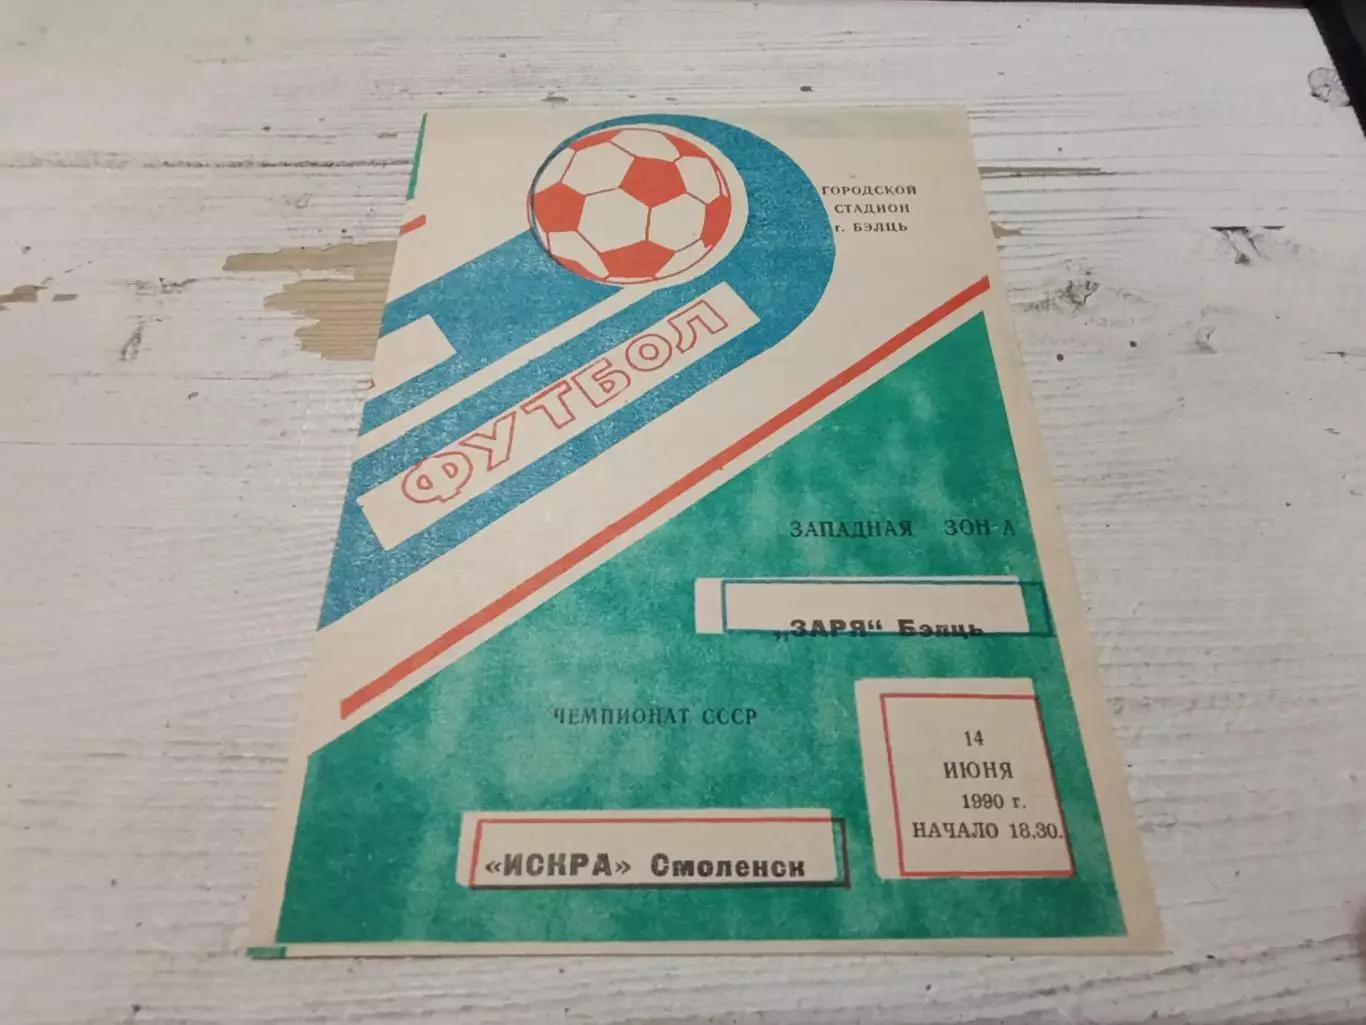 ГОРОДСКОЙ
СТАДИОН
г. БЭЛЦЬ
ФУТБОЛ
ЗАПАДНАЯ ЗОНА
„ЗАРЯ“ Бэлць
ЧЕМПИОНАТ СССР
14
ИЮНЯ
1990 г.
НАЧАЛО 18.30.
«ИСКРА» Смоленск